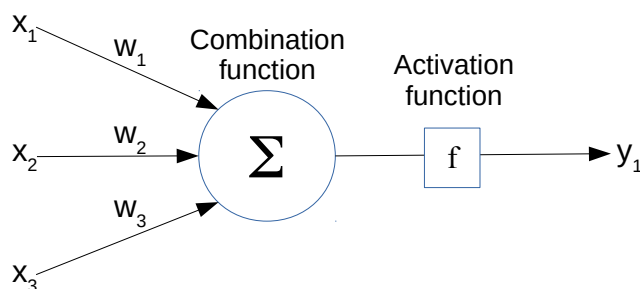 x₁
w₁
Combination
function
Activation
function
x₂
w₂
Σ
f
y₁
w₃
x₃